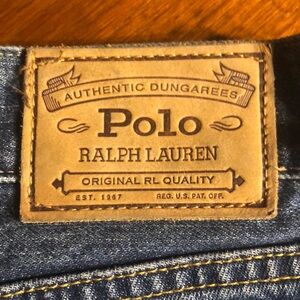 AUTHENTIC DUNGAREES
Polo
RALPH LAUREN
ORIGINAL RL QUALITY
EST. 1967 REG. U.S. PAT. OFF.